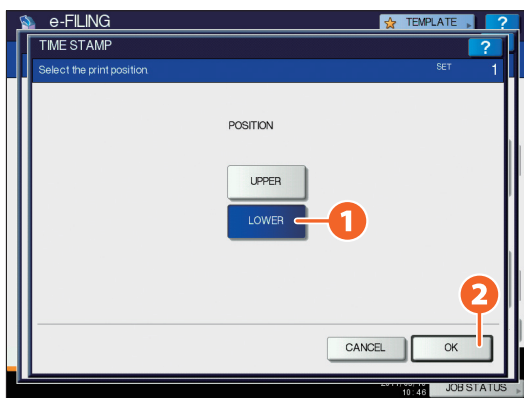 e-FILING
TEMPLATE
?
TIME STAMP
?
Select the print position.
SET 1
POSITION
UPPER
LOWER
1
2
CANCEL
OK
10:46
JOB STATUS